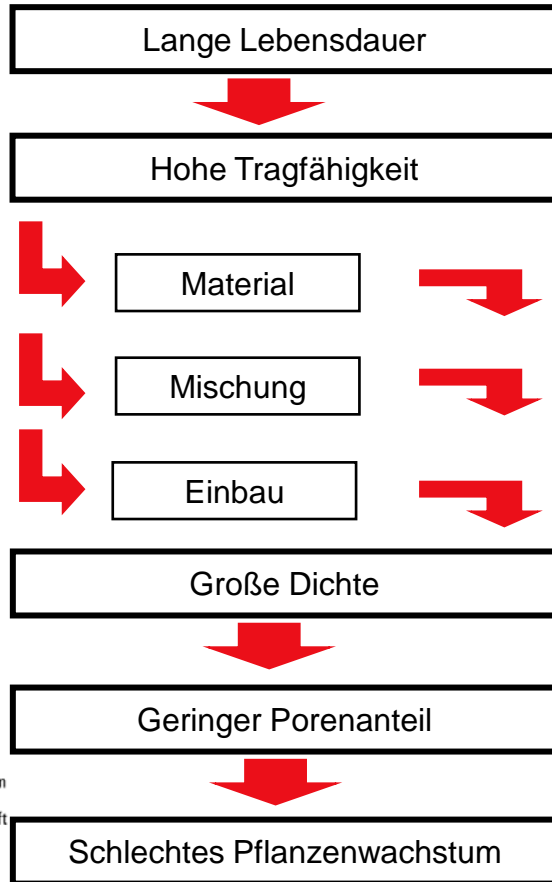 Lange Lebensdauer
Hohe Tragfähigkeit
Material
Mischung
Einbau
Große Dichte
Geringer Porenanteil
Schlechtes Pflanzenwachstum